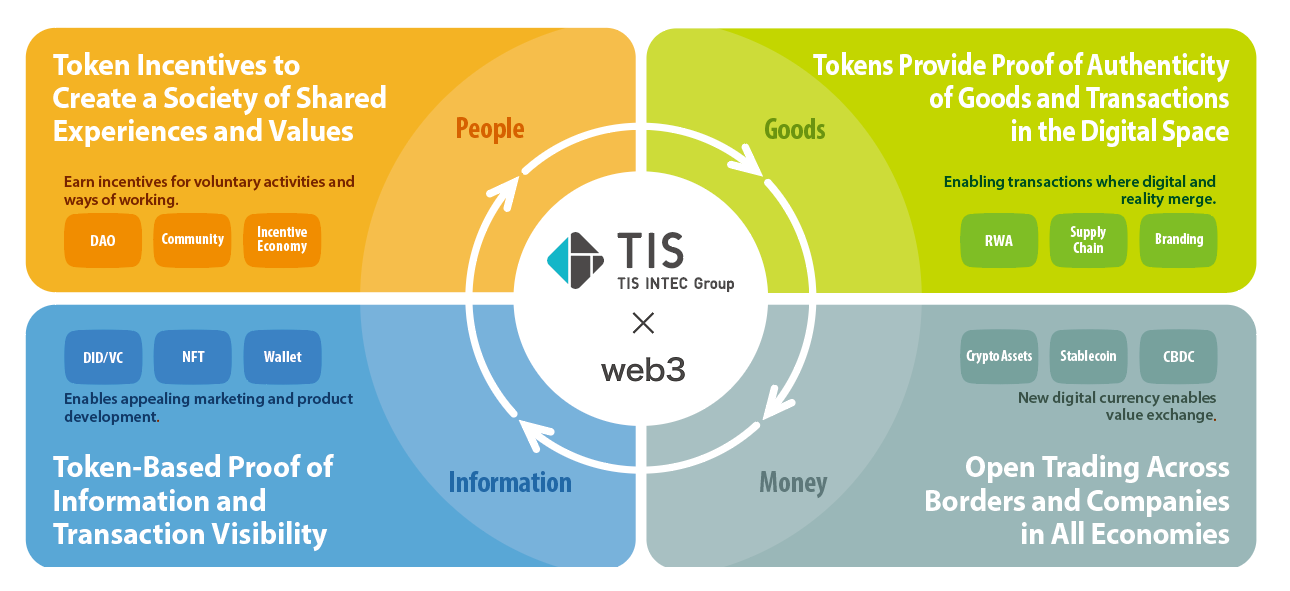 Token Incentives to
Create a Society of Shared
Experiences and Values
People
Earn incentives for voluntary activities and
ways of working.
DAO
Community
Incentive
Economy
Tokens Provide Proof of Authenticity
of Goods and Transactions
in the Digital Space
Goods
Enabling transactions where digital and
reality merge.
RWA
Supply
Chain
Branding
TIS
TIS INTEC Group
×
web3
DID/VC
NFT
Wallet
Enables appealing marketing and product
development.
Information
Token-Based Proof of
Information and
Transaction Visibility
Crypto Assets
Stablecoin
CBDC
New digital currency enables
value exchange.
Money
Open Trading Across
Borders and Companies
in All Economies